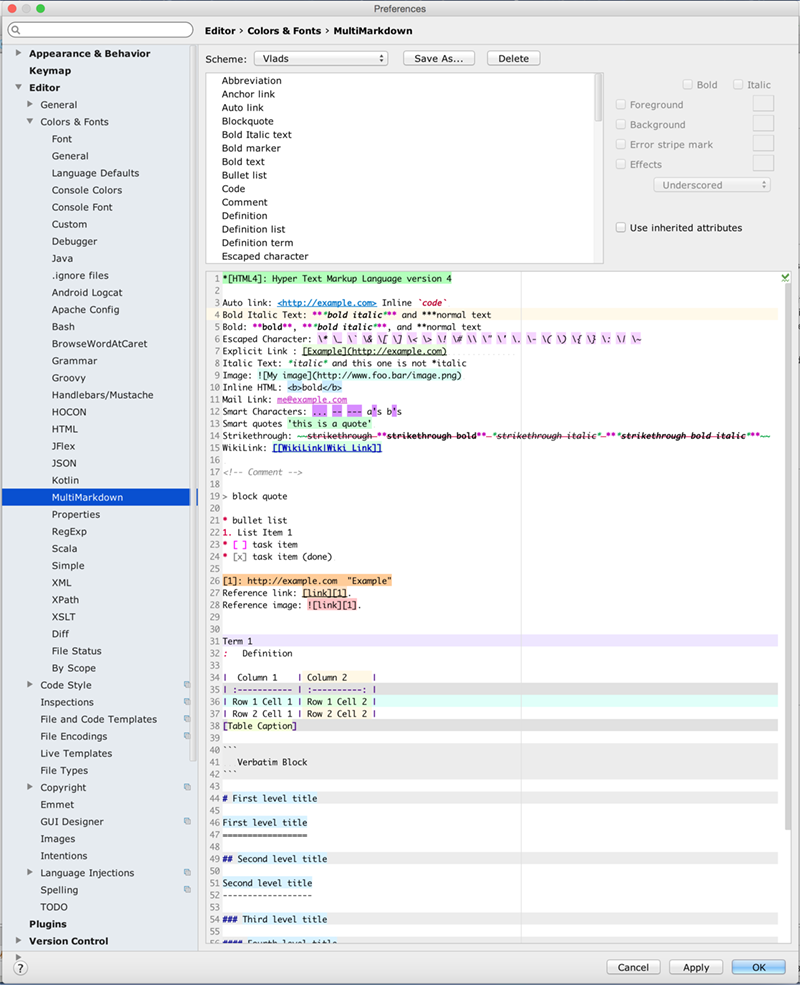 Preferences
Editor › Colors & Fonts › MultiMarkdown
Appearance & Behavior
Keymap
Editor
General
Colors & Fonts
Font
General
Language Defaults
Console Colors
Console Font
Custom
Debugger
Java
.ignore files
Android Logcat
Apache Config
Bash
BrowseWordAtCaret
Grammar
Groovy
Handlebars/Mustache
HOCON
HTML
JFlex
JSON
Kotlin
MultiMarkdown
Properties
RegExp
Scala
Simple
XML
XPath
XSLT
Diff
File Status
By Scope
Code Style
Inspections
File and Code Templates
File Encodings
Live Templates
File Types
Copyright
Emmet
GUI Designer
Images
Intentions
Language Injections
Spelling
TODO
Plugins
Version Control
?
Scheme: Vlads Save As... Delete
Abbreviation
Anchor link
Auto link
Blockquote
Bold Italic text
Bold marker
Bold text
Bullet list
Code
Comment
Definition
Definition list
Definition term
Escaped character
Bold Italic
Foreground
Background
Error stripe mark
Effects
Underscored
Use inherited attributes
1 *[HTML4]: Hyper Text Markup Language version 4
2
3 Auto link: <http://example.com> Inline `code`
4 Bold Italic Text: ***bold italic*** and ***normal text
5 Bold: **bold**, ***bold italic***, and **normal text
6 Escaped Character: \* \_ \` \& \[ \] \< \> \! \# \\ \" \' \. \- \( \) \{ \} \: \| \~
7 Explicit Link : [Example](http://example.com)
8 Italic Text: *italic* and this one is not *italic
9 Image: ![My image](http://www.foo.bar/image.png)
10 Inline HTML: <b>bold</b>
11 Mail Link: me@example.com
12 Smart Characters: ... -- --- a's b's
13 Smart quotes 'this is a quote'
14 Strikethrough: ~~strikethrough **strikethrough bold** *strikethrough italic* ***strikethrough bold italic***~~
15 WikiLink: [[WikiLink|Wiki Link]]
16
17 <!-- Comment -->
18
19 > block quote
20
21 * bullet list
22 1. List Item 1
23 * [ ] task item
24 * [x] task item (done)
25
26 [1]: http://example.com "Example"
27 Reference link: [link][1].
28 Reference image: ![link][1].
29
30
31 Term 1
32 : Definition
33
34 | Column 1 | Column 2 |
35 | :----------- | :----------: |
36 | Row 1 Cell 1 | Row 1 Cell 2 |
37 | Row 2 Cell 1 | Row 2 Cell 2 |
38 [Table Caption]
39
40 ```
41 Verbatim Block
42 ```
43
44 # First level title
45
46 First level title
47 =================
48
49 ## Second level title
50
51 Second level title
52 ------------------
53
54 ### Third level title
55
56 #### Fourth level title
Cancel Apply OK